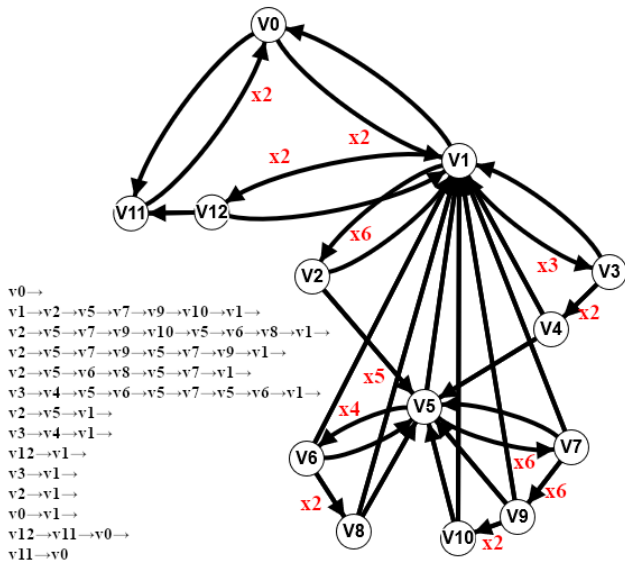 V0
x2
x2
x2
V1
V11
V12
x6
V2
x3
V3
x2
V4
v0→
v1→v2→v5→v7→v9→v10→v1→
v2→v5→v7→v9→v10→v5→v6→v8→v1→
v2→v5→v7→v9→v5→v7→v9→v1→
v2→v5→v6→v8→v5→v7→v1→
v3→v4→v5→v6→v5→v7→v5→v6→v1→
v2→v5→v1→
v3→v4→v1→
v12→v1→
v3→v1→
v2→v1→
v0→v1→
v12→v11→v0→
v11→v0
x5
V5
x4
V6
x6
V7
x6
x2
V8
V9
V10
x2